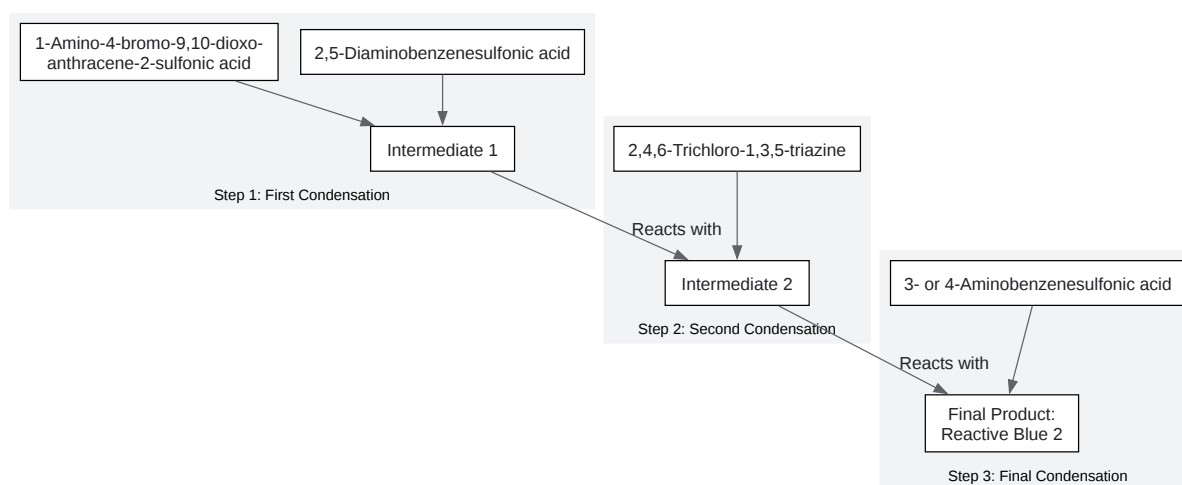 1-Amino-4-bromo-9,10-dioxo-
anthracene-2-sulfonic acid
2,5-Diaminobenzenesulfonic acid
Intermediate 1
Step 1: First Condensation
2,4,6-Trichloro-1,3,5-triazine
Reacts with
Intermediate 2
Step 2: Second Condensation
3- or 4-Aminobenzenesulfonic acid
Reacts with
Final Product:
Reactive Blue 2
Step 3: Final Condensation